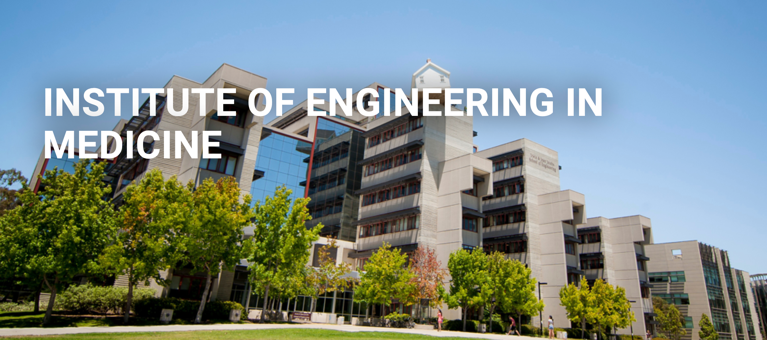 INSTITUTE OF ENGINEERING IN
MEDICINE